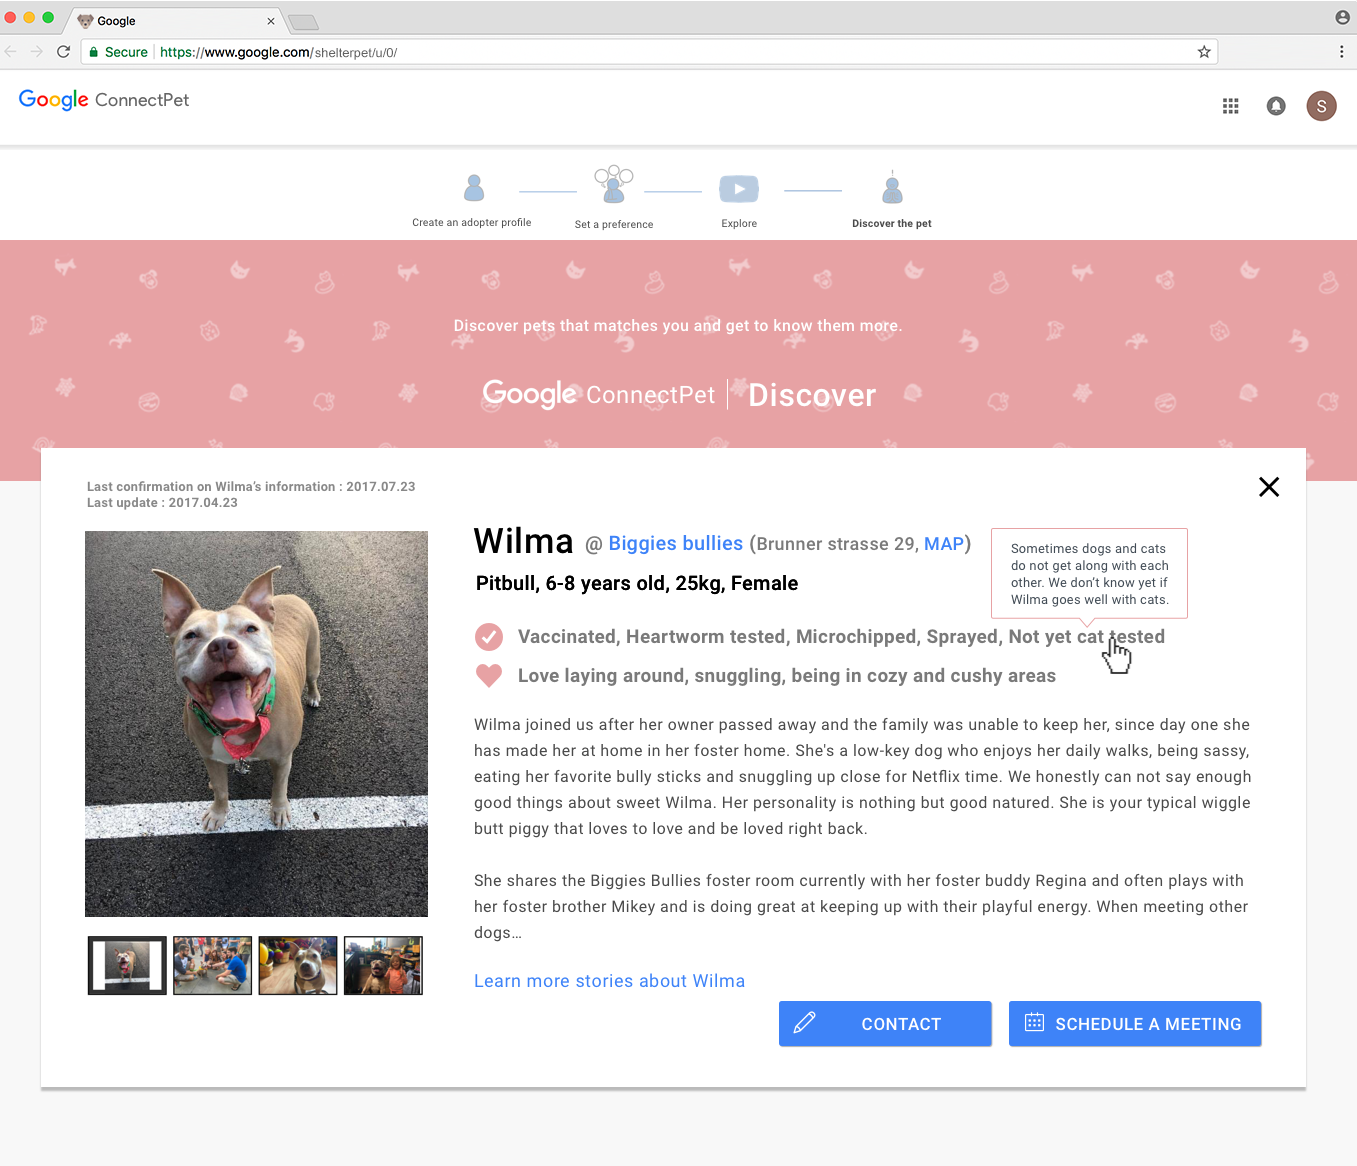 Google
Secure https://www.google.com/shelterpet/u/0/
Google ConnectPet
S
Create an adopter profile
Set a preference
Explore
Discover the pet
Discover pets that matches you and get to know them more.
Google ConnectPet Discover
Last confirmation on Wilma's information : 2017.07.23
Last update : 2017.04.23
Wilma @ Biggies bullies (Brunner strasse 29, MAP)
Pitbull, 6-8 years old, 25kg, Female
Sometimes dogs and cats
do not get along with each
other. We don't know yet if
Wilma goes well with cats.
Vaccinated, Heartworm tested, Microchipped, Sprayed, Not yet cat tested
Love laying around, snuggling, being in cozy and cushy areas
Wilma joined us after her owner passed away and the family was unable to keep her, since day one she
has made her at home in her foster home. She's a low-key dog who enjoys her daily walks, being sassy,
eating her favorite bully sticks and snuggling up close for Netflix time. We honestly can not say enough
good things about sweet Wilma. Her personality is nothing but good natured. She is your typical wiggle
butt piggy that loves to love and be loved right back.
She shares the Biggies Bullies foster room currently with her foster buddy Regina and often plays with
her foster brother Mikey and is doing great at keeping up with their playful energy. When meeting other
dogs...
Learn more stories about Wilma
CONTACT
SCHEDULE A MEETING